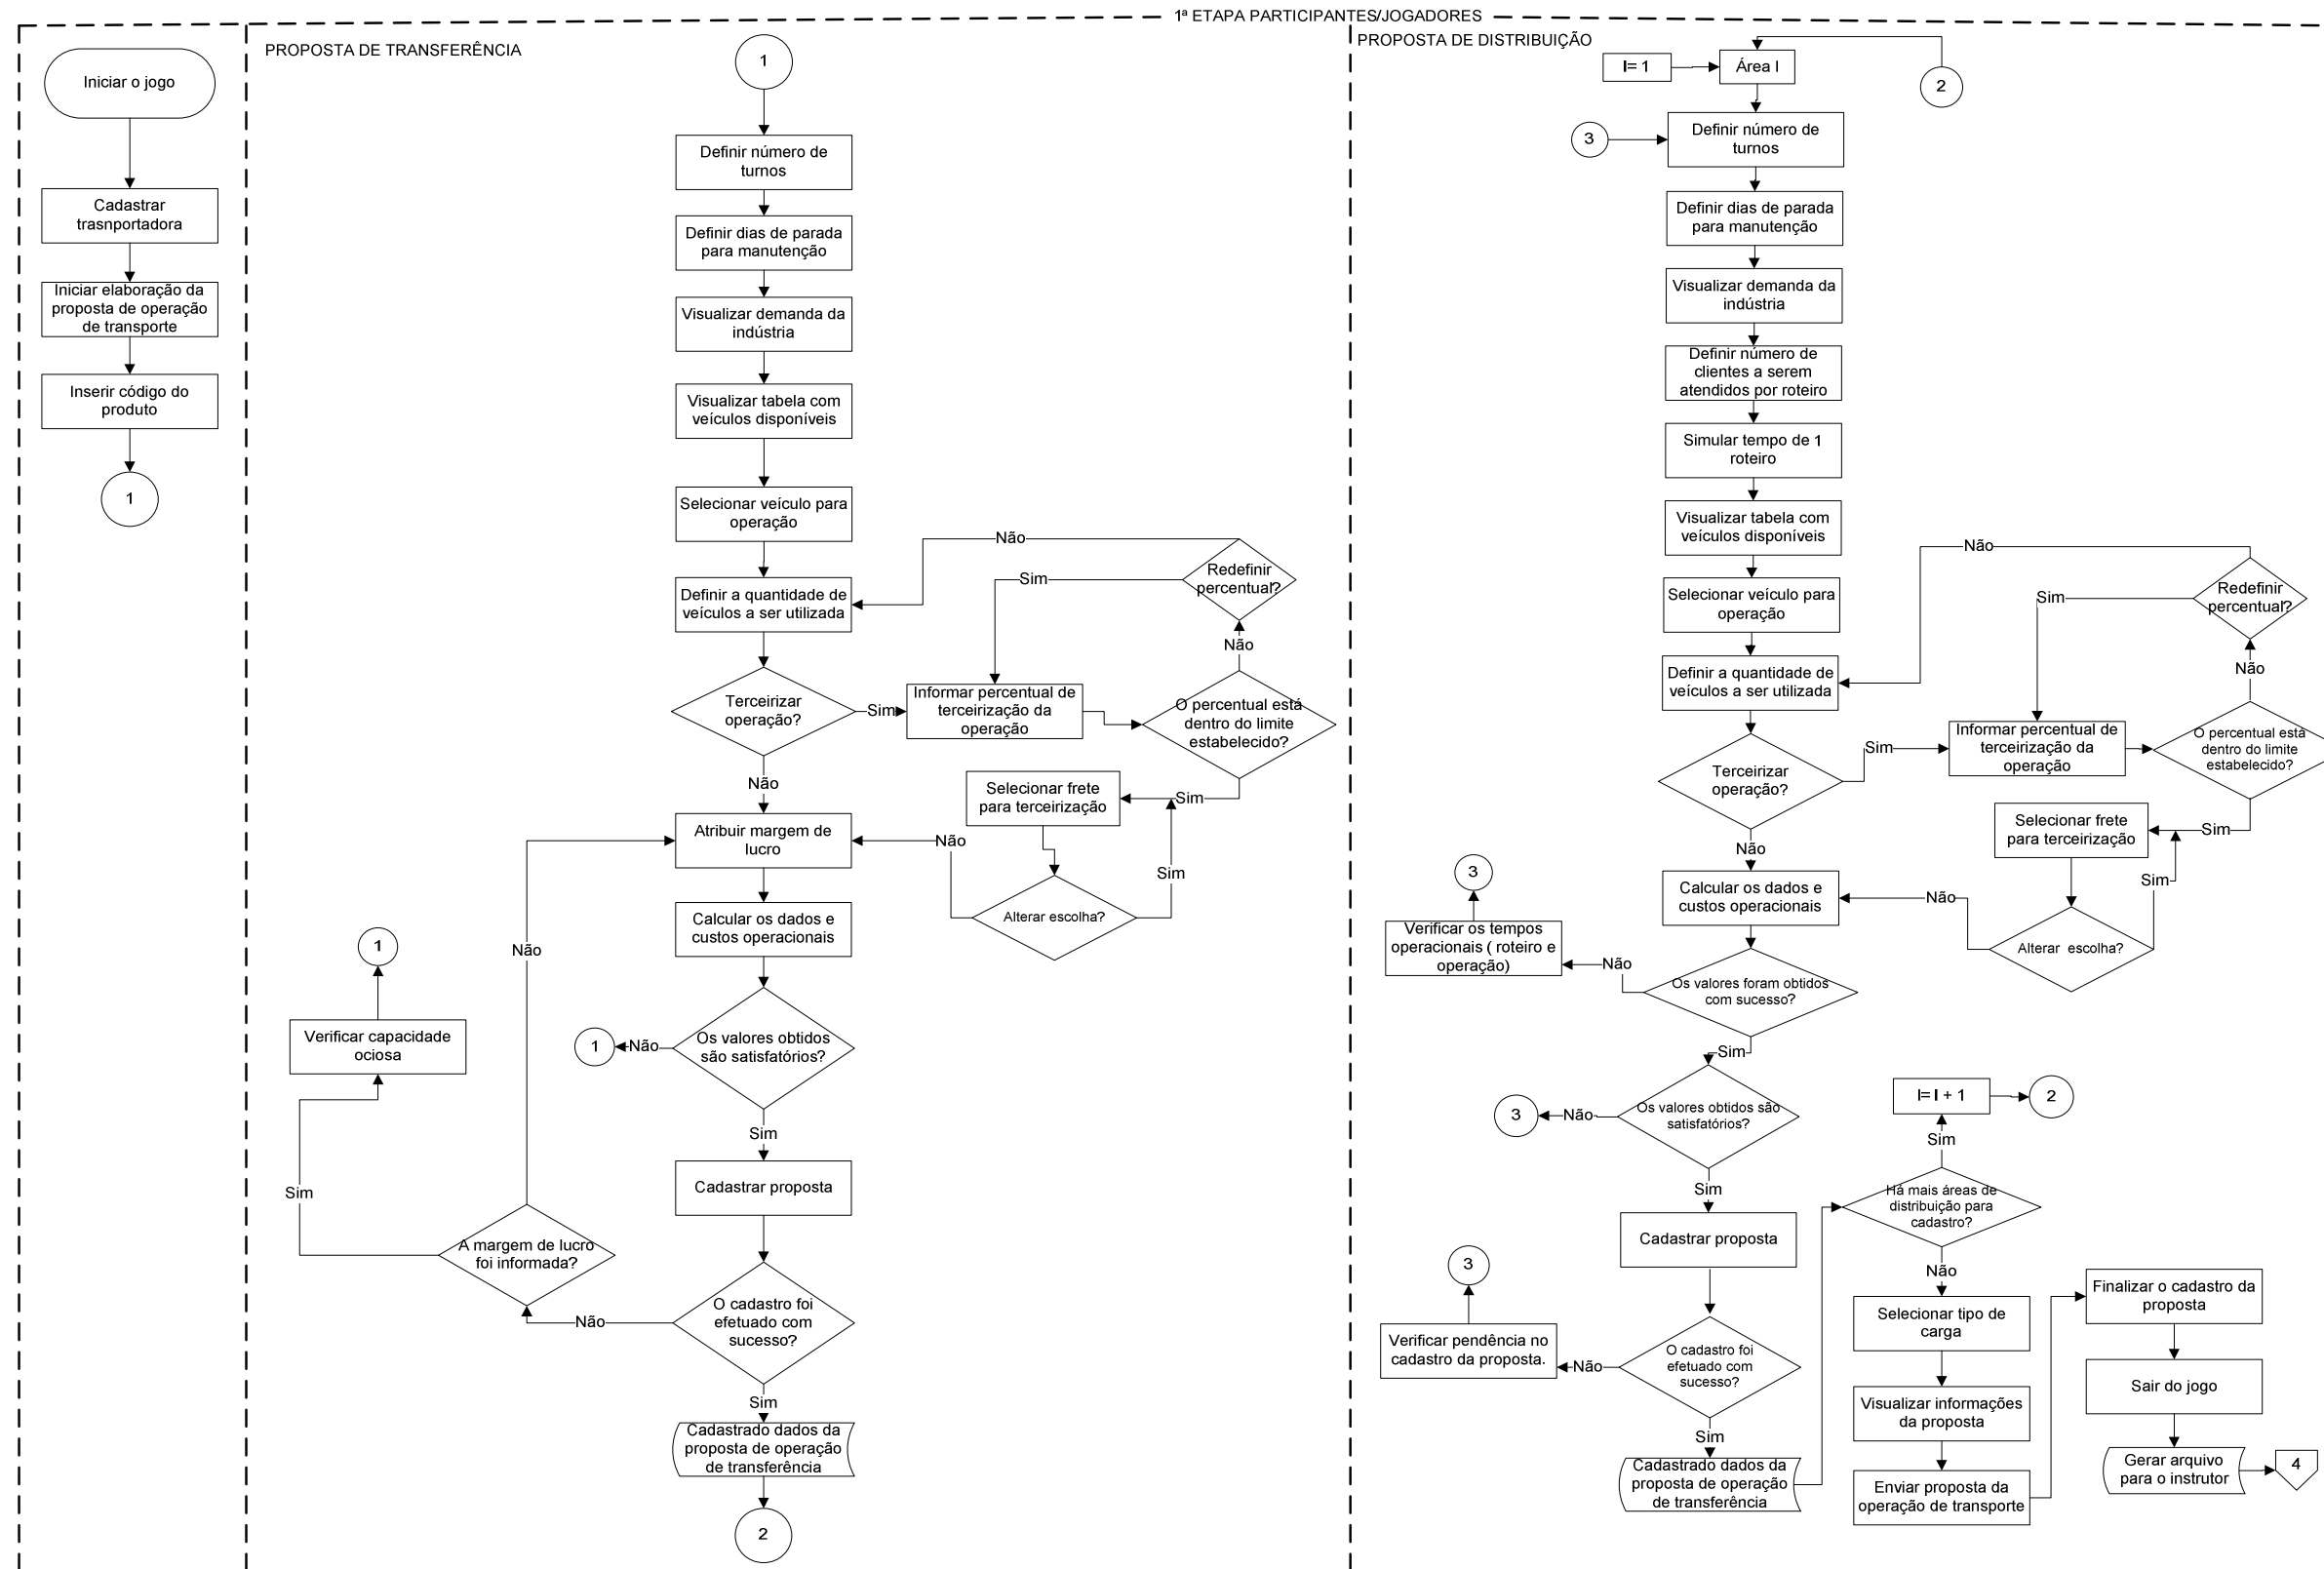 1ª ETAPA PARTICIPANTES/JOGADORES
Iniciar o jogo
Cadastrar
trasnportadora
Iniciar elaboração da
proposta de operação
de transporte
Inserir código do
produto
1
PROPOSTA DE TRANSFERÊNCIA
1
Definir número de
turnos
Definir dias de parada
para manutenção
Visualizar demanda da
indústria
Visualizar tabela com
veículos disponíveis
Selecionar veículo para
operação
Definir a quantidade de
veículos a ser utilizada
Não
Sim
Redefinir
percentual?
Não
Terceirizar
operação?
Sim
Informar percentual de
terceirização da
operação
O percentual está
dentro do limite
estabelecido?
Não
Selecionar frete
para terceirização
Sim
Atribuir margem de
lucro
Não
Sim
Alterar escolha?
Calcular os dados e
custos operacionais
Não
1
Verificar capacidade
ociosa
Os valores obtidos
são satisfatórios?
Não
1
Sim
Cadastrar proposta
Sim
A margem de lucro
foi informada?
Não
O cadastro foi
efetuado com
sucesso?
Sim
Cadastrado dados da
proposta de operação
de transferência
2
PROPOSTA DE DISTRIBUIÇÃO
I= 1
Área I
2
3
Definir número de
turnos
Definir dias de parada
para manutenção
Visualizar demanda da
indústria
Definir número de
clientes a serem
atendidos por roteiro
Simular tempo de 1
roteiro
Visualizar tabela com
veículos disponíveis
Selecionar veículo para
operação
Definir a quantidade de
veículos a ser utilizada
Não
Sim
Redefinir
percentual?
Não
Terceirizar
operação?
Sim
Informar percentual de
terceirização da
operação
O percentual está
dentro do limite
estabelecido?
Não
Selecionar frete
para terceirização
Sim
Calcular os dados e
custos operacionais
Não
Sim
Alterar  escolha?
3
Verificar os tempos
operacionais ( roteiro e
operação)
Não
Os valores foram obtidos
com sucesso?
Sim
Os valores obtidos são
satisfatórios?
Não
3
Sim
Cadastrar proposta
3
Verificar pendência no
cadastro da proposta.
Não
O cadastro foi
efetuado com
sucesso?
Sim
Cadastrado dados da
proposta de operação
de transferência
I= I + 1
2
Sim
Há mais áreas de
distribuição para
cadastro?
Não
Selecionar tipo de
carga
Visualizar informações
da proposta
Enviar proposta da
operação de transporte
Finalizar o cadastro da
proposta
Sair do jogo
Gerar arquivo
para o instrutor
4